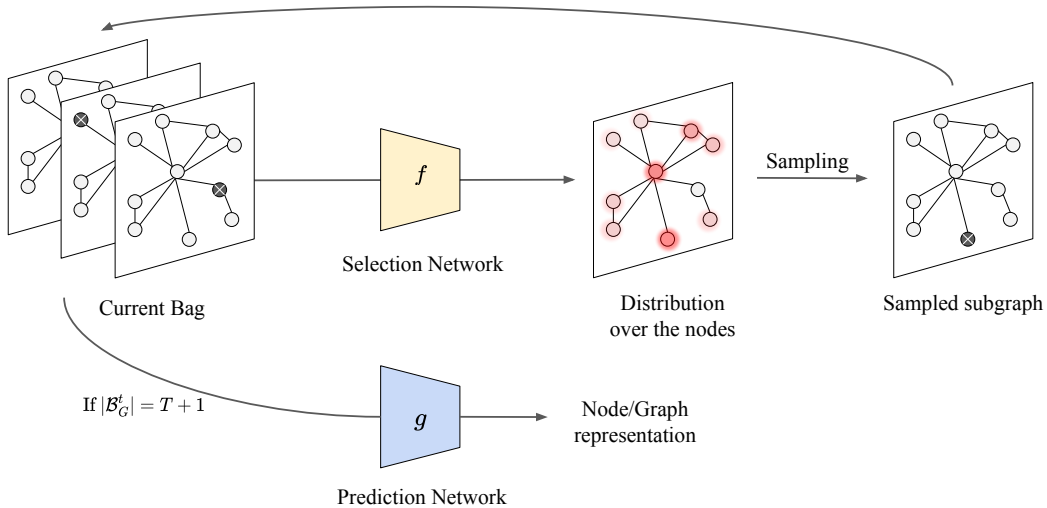 f
Sampling
Selection Network
Current Bag
Distribution
over the nodes
Sampled subgraph
If |𝓑ᵗ_G| = T + 1
g
Node/Graph
representation
Prediction Network